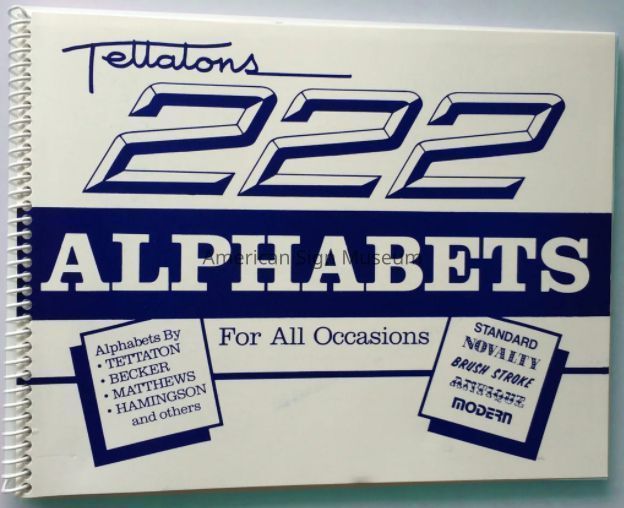 Tettatons
222
ALPHABETS
American Sign Museum
For All Occasions
Alphabets By
• TETTATON
• BECKER
• MATTHEWS
• HAMINGSON
and others
STANDARD
NOVALTY
BRUSH STROKE
ANTIQUE
MODERN